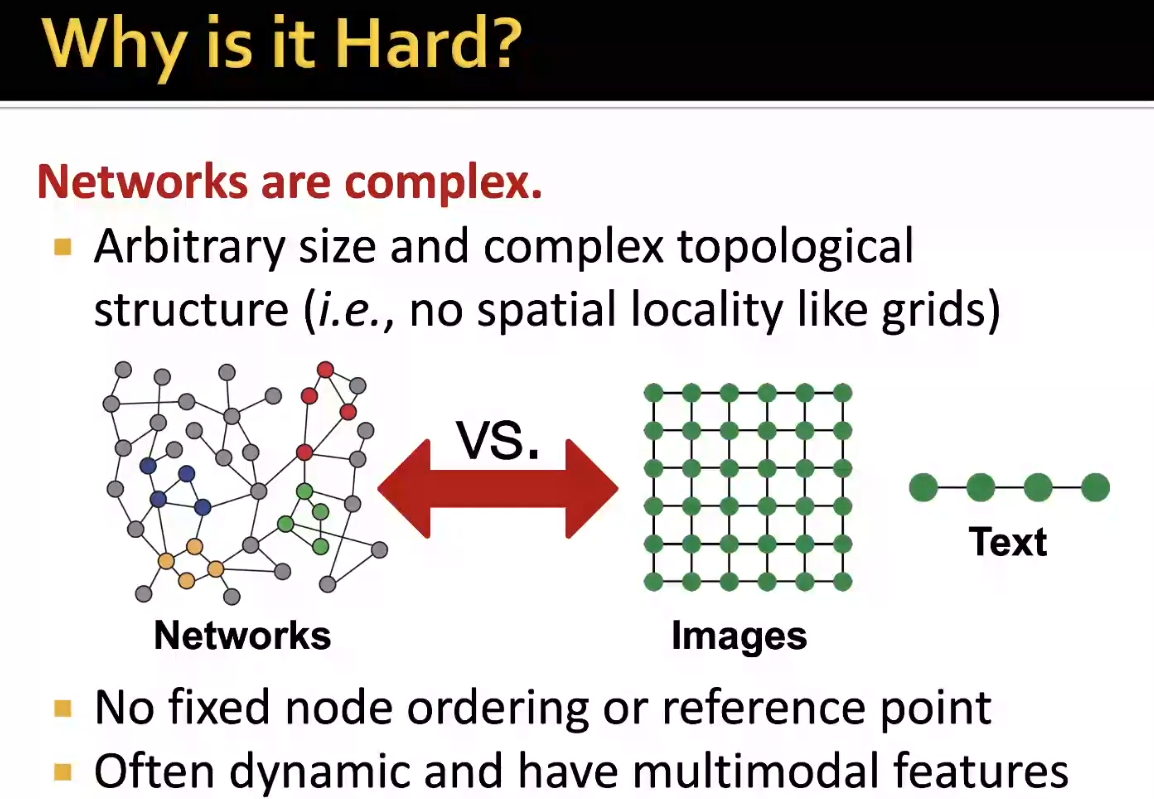 Why is it Hard?
Networks are complex.
Arbitrary size and complex topological
structure (i.e., no spatial locality like grids)
vs.
Text
Networks
Images
No fixed node ordering or reference point
Often dynamic and have multimodal features